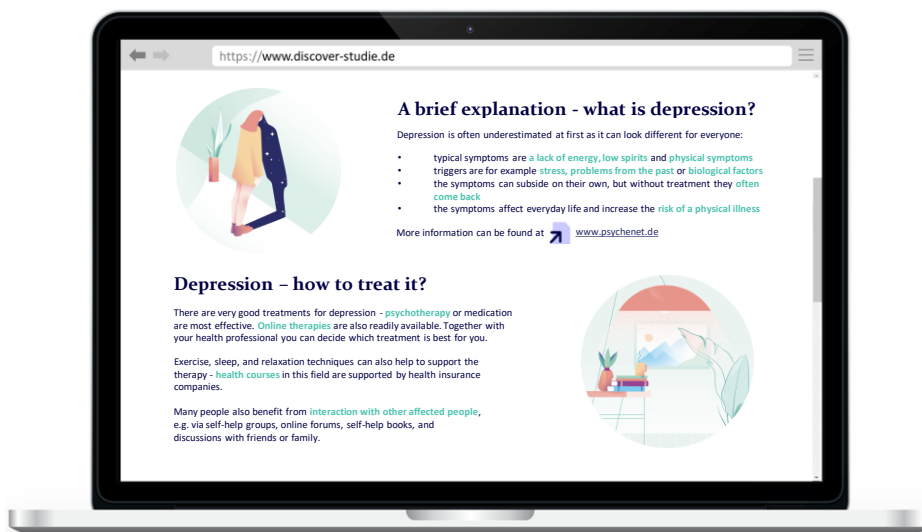 https://www.discover-studie.de
A brief explanation - what is depression?
Depression is often underestimated at first as it can look different for everyone:
• typical symptoms are a lack of energy, low spirits and physical symptoms
• triggers are for example stress, problems from the past or biological factors
• the symptoms can subside on their own, but without treatment they often
come back
• the symptoms affect everyday life and increase the risk of a physical illness
More information can be found at www.psychenet.de
Depression – how to treat it?
There are very good treatments for depression - psychotherapy or medication
are most effective. Online therapies are also readily available. Together with
your health professional you can decide which treatment is best for you.
Exercise, sleep, and relaxation techniques can also help to support the
therapy - health courses in this field are supported by health insurance
companies.
Many people also benefit from interaction with other affected people,
e.g. via self-help groups, online forums, self-help books, and
discussions with friends or family.